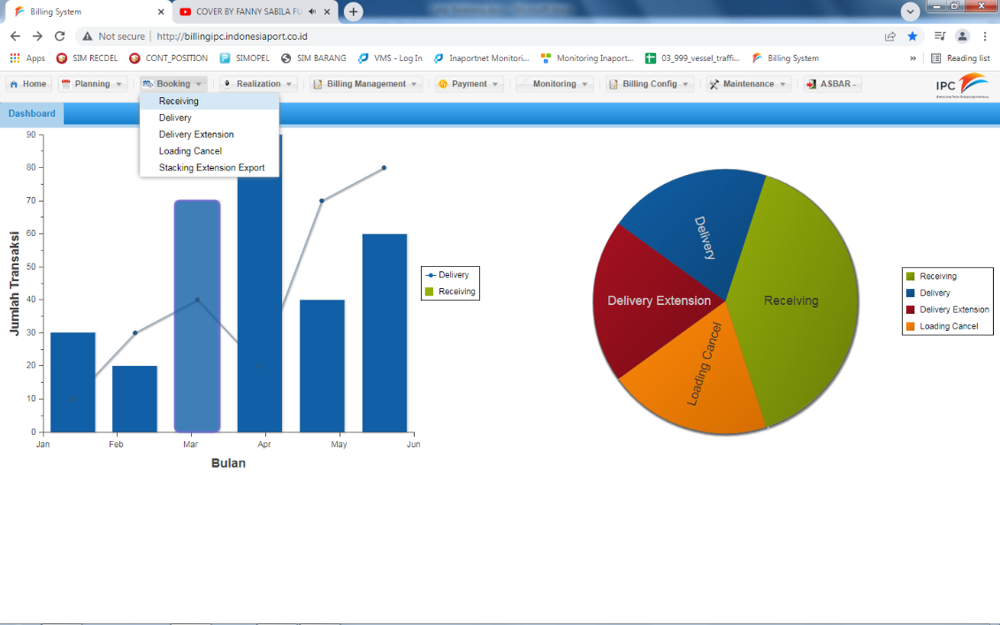 Billing System
COVER BY FANNY SABILA FU
Not secure
http://billingipc.indonesiaport.co.id
Apps
SIM RECDEL
CONT_POSITION
SIMOPEL
SIM BARANG
VMS - Log In
Inaportnet Monitori...
Monitoring Inaport...
03_999_vessel_traffi...
Billing System
»
Reading list
Home
Planning
Booking
Realization
Billing Management
Payment
Monitoring
Billing Config
Maintenance
ASBAR -
IPC
Dashboard
Receiving
Delivery
Delivery Extension
Loading Cancel
Stacking Extension Export
Jumlah Transaksi
90
80
70
60
50
40
30
20
10
0
Jan
Feb
Mar
Apr
May
Jun
Bulan
Delivery
Receiving
Delivery
Delivery Extension
Receiving
Loading Cancel
Receiving
Delivery
Delivery Extension
Loading Cancel